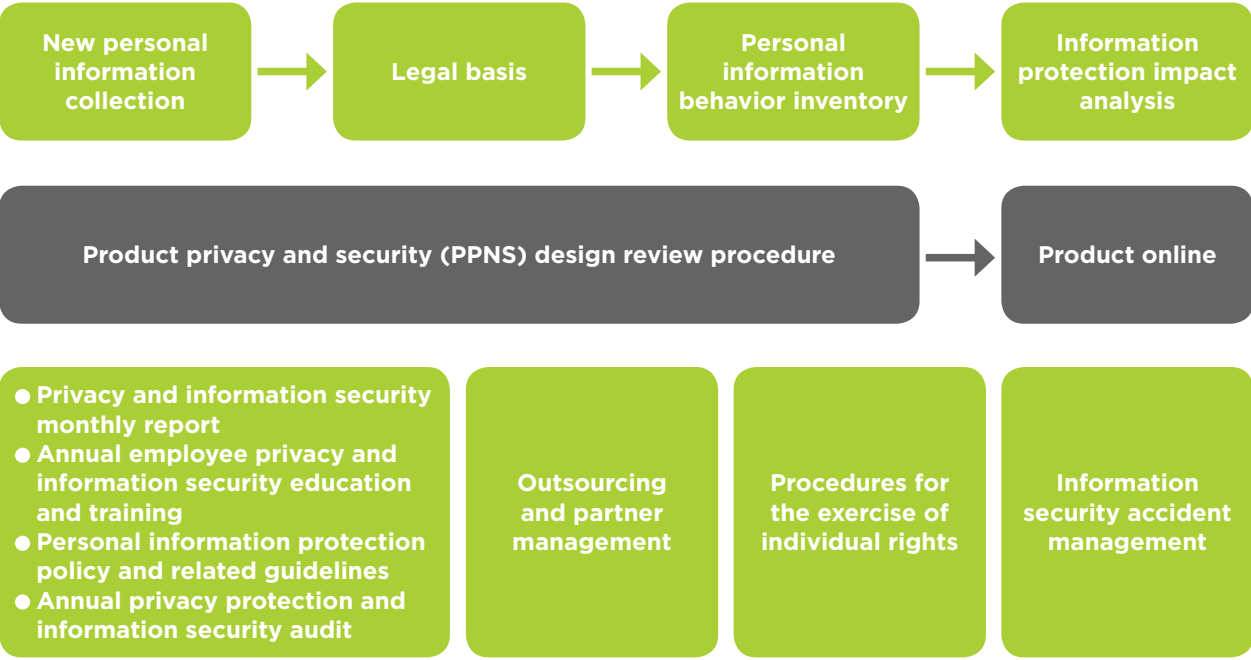 New personal
information
collection
Legal basis
Personal
information
behavior inventory
Information
protection impact
analysis
Product privacy and security (PPNS) design review procedure
Product online
● Privacy and information security
monthly report
● Annual employee privacy and
information security education
and training
● Personal information protection
policy and related guidelines
● Annual privacy protection and
information security audit
Outsourcing
and partner
management
Procedures for
the exercise of
individual rights
Information
security accident
management